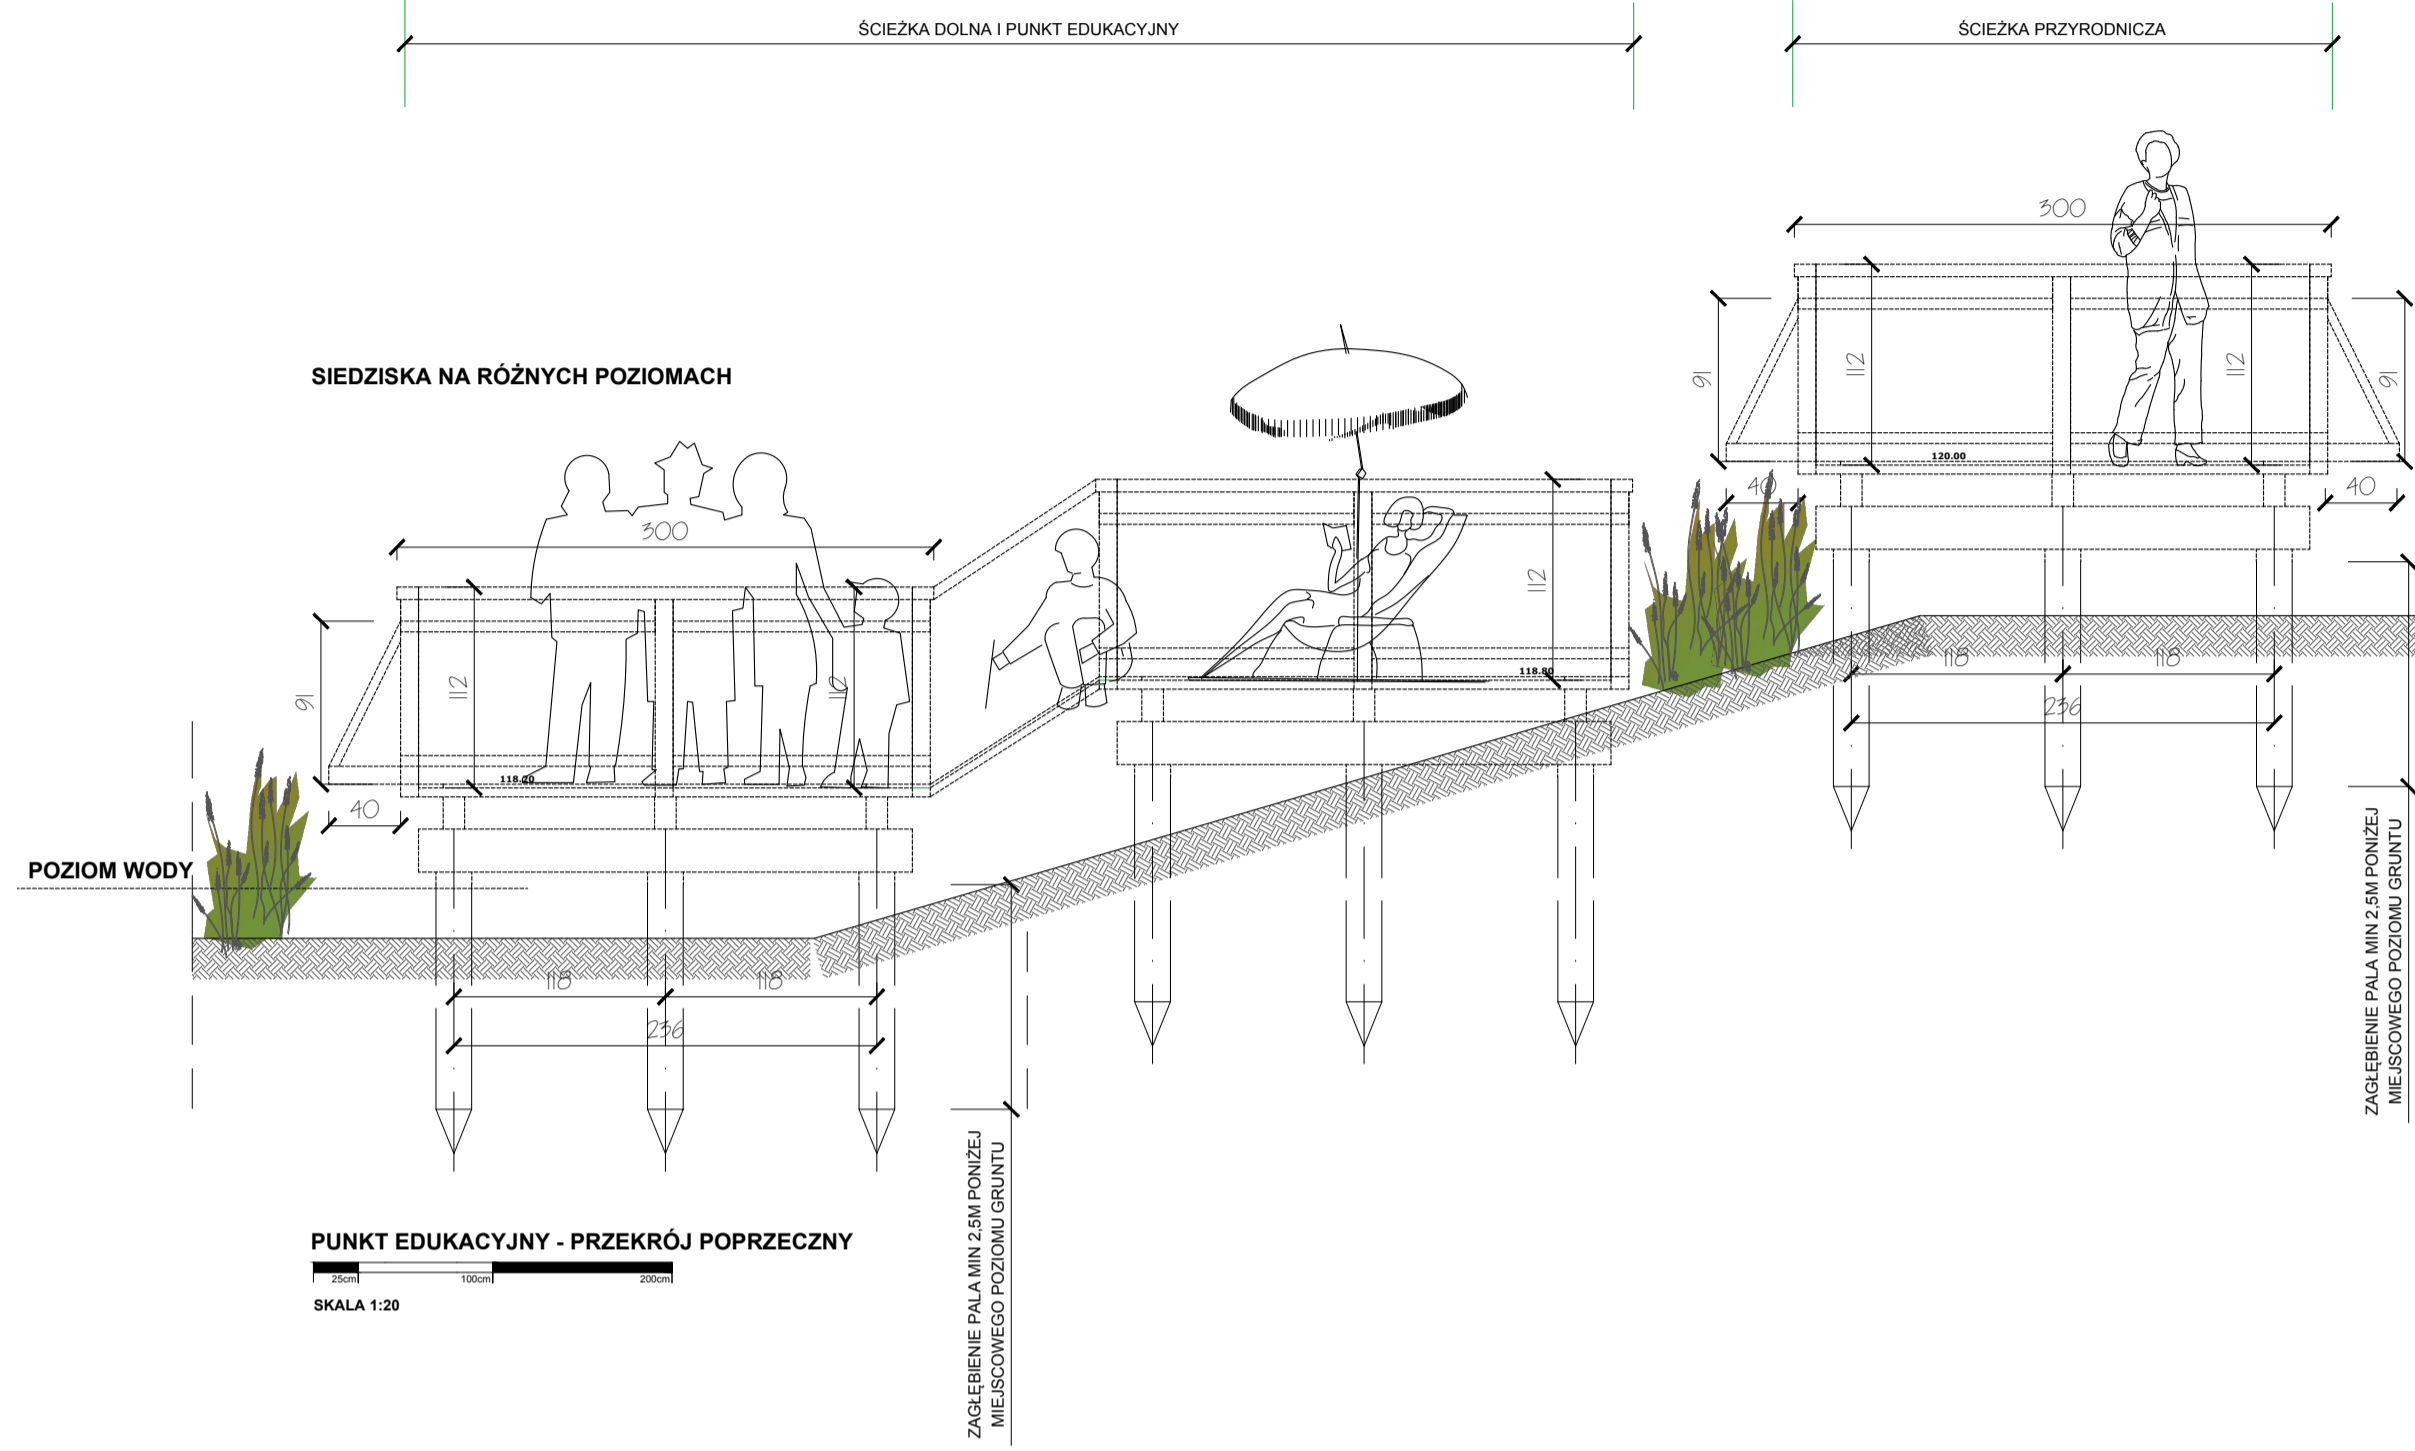 ŚCIEŻKA DOLNA I PUNKT EDUKACYJNY
ŚCIEŻKA PRZYRODNICZA
300
91
112
112
91
120.00
40
40
SIEDZISKA NA RÓŻNYCH POZIOMACH
300
91
112
112
118.20
40
112
118.80
118
118
236
POZIOM WODY
118
118
236
ZAGŁĘBIENIE PALA MIN 2,5M PONIŻEJ
MIEJSCOWEGO POZIOMU GRUNTU
ZAGŁĘBIENIE PALA MIN 2,5M PONIŻEJ
MIEJSCOWEGO POZIOMU GRUNTU
PUNKT EDUKACYJNY - PRZEKRÓJ POPRZECZNY
25cm
100cm
200cm
SKALA 1:20